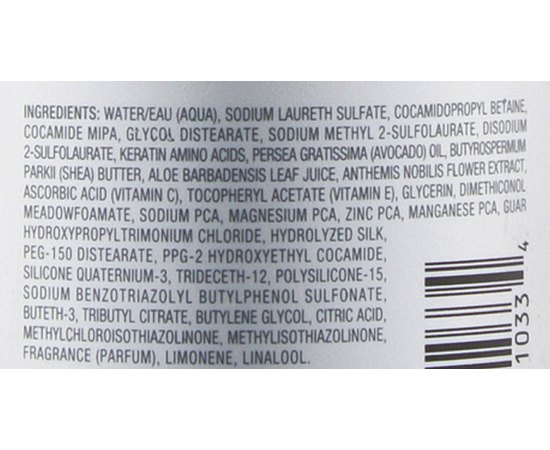 INGREDIENTS: WATER/EAU (AQUA), SODIUM LAURETH SULFATE, COCAMIDOPROPYL BETAINE,
COCAMIDE MIPA, GLYCOL DISTEARATE, SODIUM METHYL 2-SULFOLAURATE, DISODIUM
2-SULFOLAURATE, KERATIN AMINO ACIDS, PERSEA GRATISSIMA (AVOCADO) OIL, BUTYROSPERMUM
PARKII (SHEA) BUTTER, ALOE BARBADENSIS LEAF JUICE, ANTHEMIS NOBILIS FLOWER EXTRACT,
ASCORBIC ACID (VITAMIN C), TOCOPHERYL ACETATE (VITAMIN E), GLYCERIN, DIMETHICONOL
MEADOWFOAMATE, SODIUM PCA, MAGNESIUM PCA, ZINC PCA, MANGANESE PCA, GUAR
HYDROXYPROPYLTRIMONIUM CHLORIDE, HYDROLYZED SILK,
PEG-150 DISTEARATE, PPG-2 HYDROXYETHYL COCAMIDE,
SILICONE QUATERNIUM-3, TRIDECETH-12, POLYSILICONE-15,
SODIUM BENZOTRIAZOLYL BUTYLPHENOL SULFONATE,
BUTETH-3, TRIBUTYL CITRATE, BUTYLENE GLYCOL, CITRIC ACID,
METHYLCHLOROISOTHIAZOLINONE, METHYLISOTHIAZOLINONE,
FRAGRANCE (PARFUM), LIMONENE, LINALOOL.
1033 4